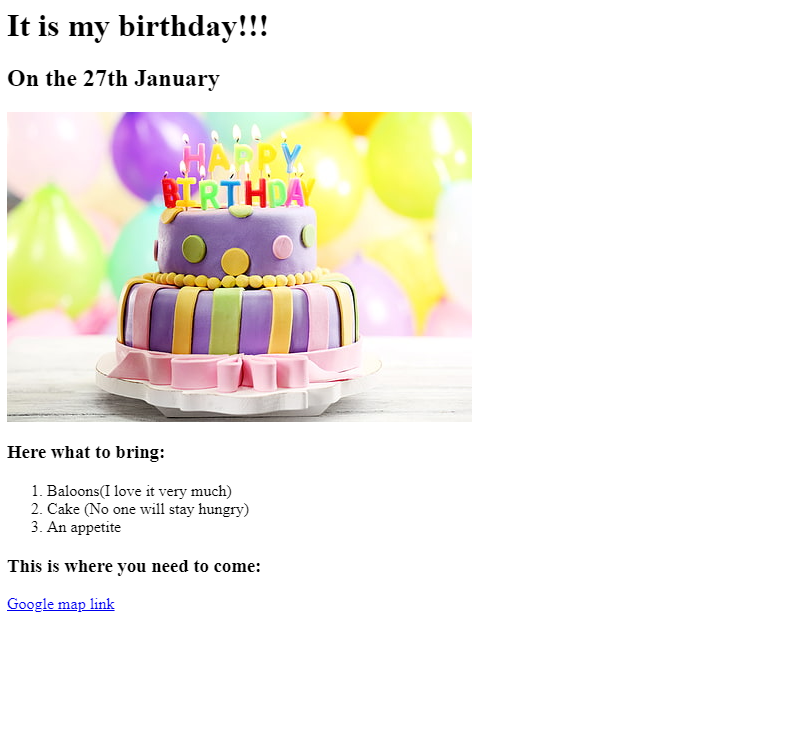 It is my birthday!!!
On the 27th January
HAPPY
BIRTHDAY
Here what to bring:
1. Baloons(I love it very much)
2. Cake (No one will stay hungry)
3. An appetite
This is where you need to come:
Google map link